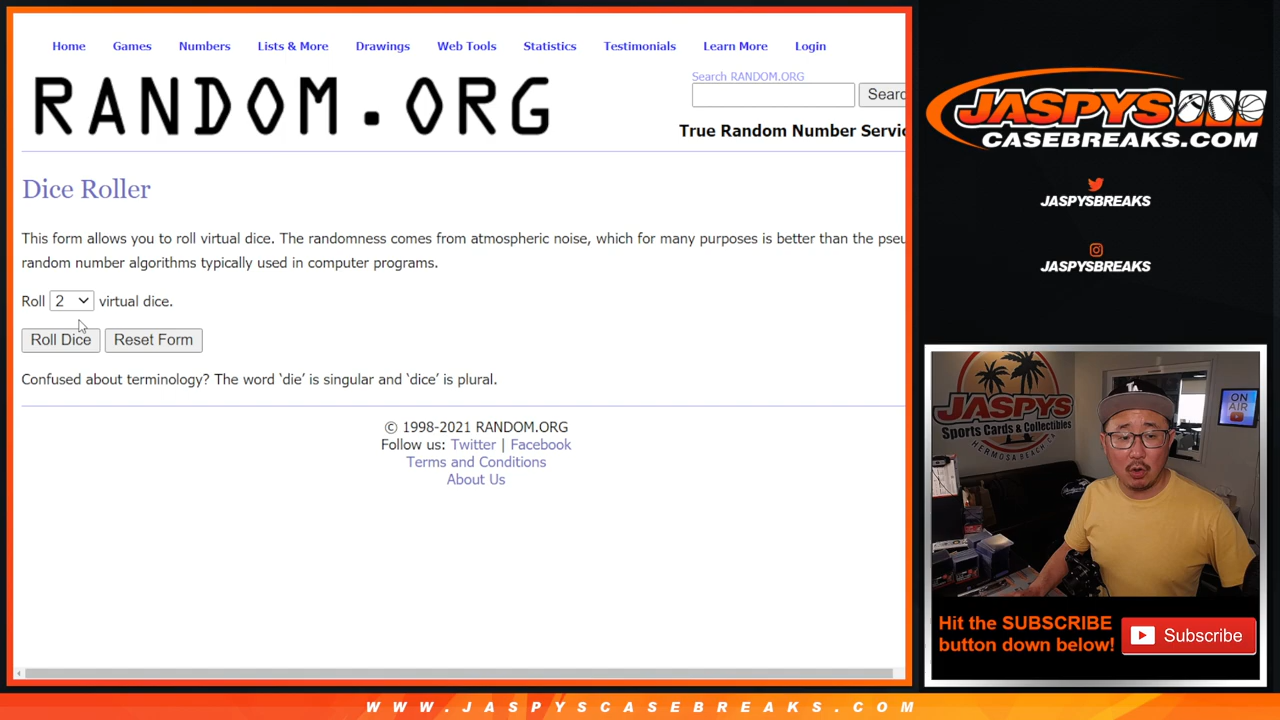 Home Games Numbers Lists & More Drawings Web Tools Statistics Testimonials Learn More Login
RANDOM.ORG
Search RANDOM.ORG
Searc
True Random Number Servic
Dice Roller
This form allows you to roll virtual dice. The randomness comes from atmospheric noise, which for many purposes is better than the pseu
random number algorithms typically used in computer programs.
Roll 2 virtual dice.
Roll Dice Reset Form
Confused about terminology? The word ‘die’ is singular and ‘dice’ is plural.
© 1998-2021 RANDOM.ORG
Follow us: Twitter | Facebook
Terms and Conditions
About Us
JASPYS
CASEBREAKS.COM
JASPYSBREAKS
JASPYSBREAKS
JASPYS
Sports Cards & Collectibles
HERMOSA BEACH, CA
ON AIR
LA
Hit the SUBSCRIBE
button down below!
Subscribe
WWW.JASPYSCASEBREAKS.COM